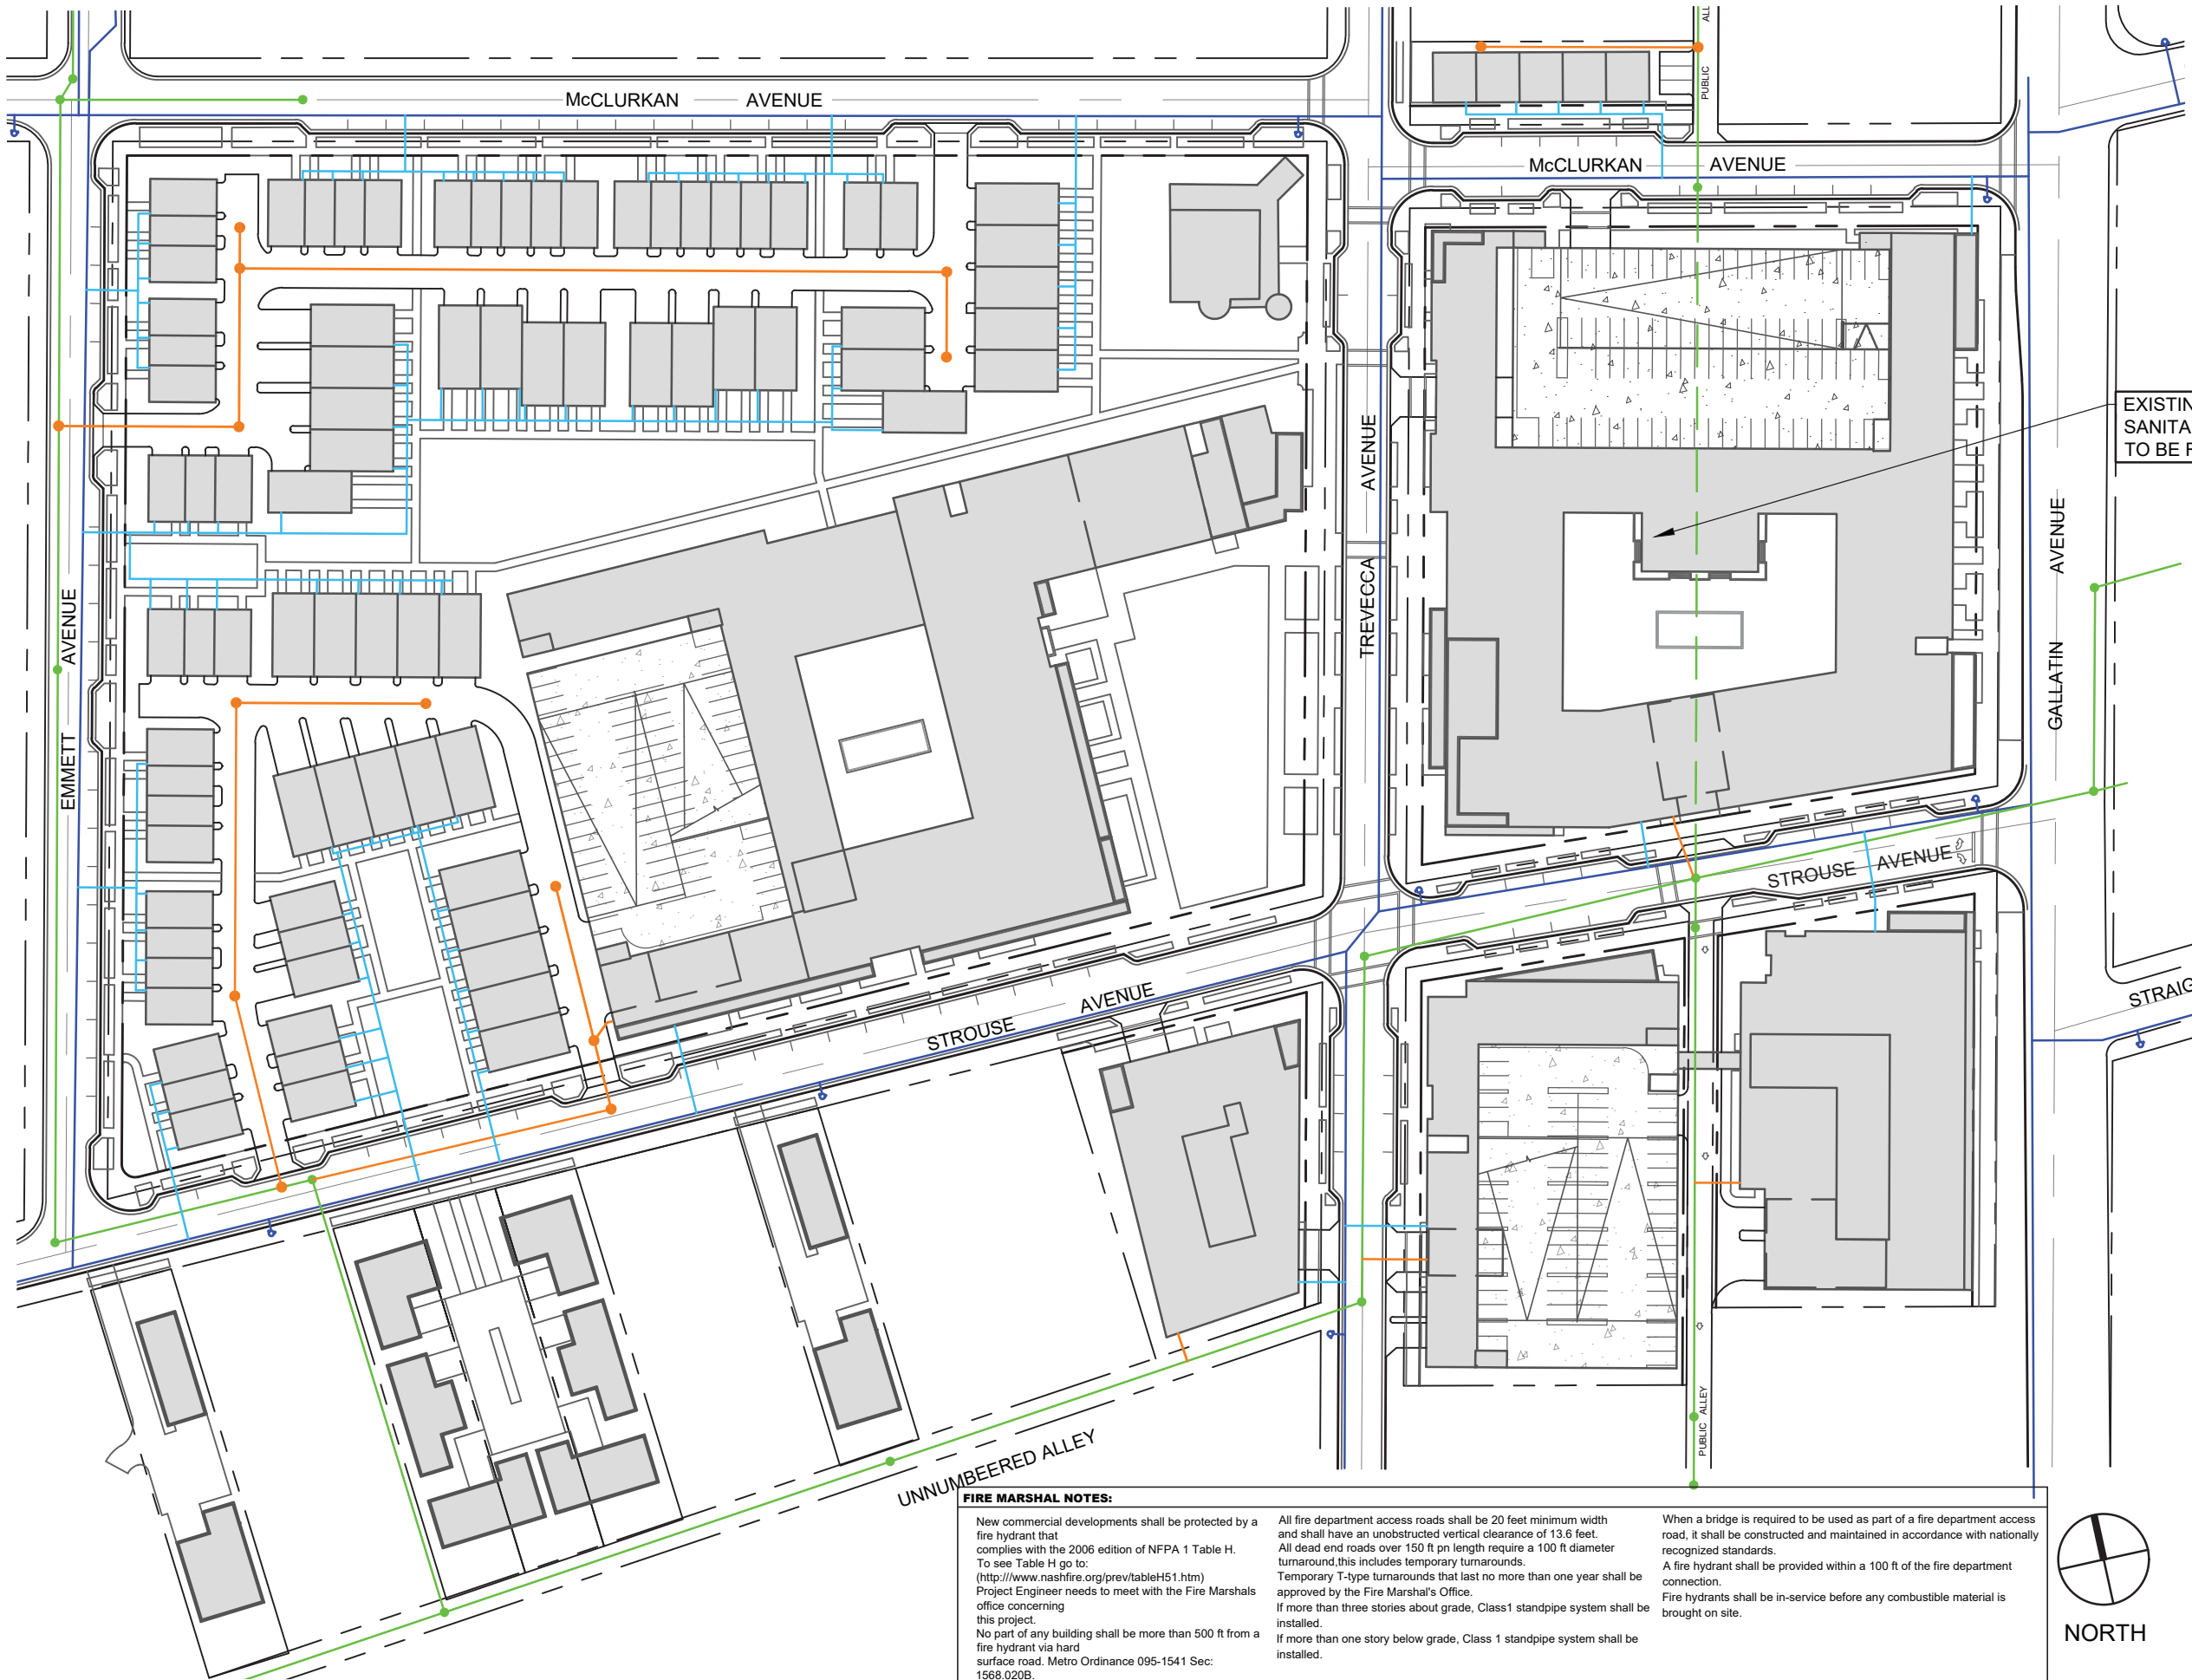 ALL
PUBLIC
McCLURKAN AVENUE
McCLURKAN AVENUE
EXISTIN
SANITA
TO BE F
TREVECCA AVENUE
GALLATIN AVENUE
EMMETT AVENUE
STROUSE AVENUE
STRAIG
STROUSE AVENUE
PUBLIC ALLEY
UNNUMBEERED ALLEY
FIRE MARSHAL NOTES:
New commercial developments shall be protected by a
fire hydrant that
complies with the 2006 edition of NFPA 1 Table H.
To see Table H go to:
(http:///www.nashfire.org/prev/tableH51.htm)
Project Engineer needs to meet with the Fire Marshals
office concerning
this project.
No part of any building shall be more than 500 ft from a
fire hydrant via hard
surface road. Metro Ordinance 095-1541 Sec:
1568.020B.
All fire department access roads shall be 20 feet minimum width
and shall have an unobstructed vertical clearance of 13.6 feet.
All dead end roads over 150 ft pn length require a 100 ft diameter
turnaround,this includes temporary turnarounds.
Temporary T-type turnarounds that last no more than one year shall be
approved by the Fire Marshal's Office.
If more than three stories about grade, Class1 standpipe system shall be
installed.
If more than one story below grade, Class 1 standpipe system shall be
installed.
When a bridge is required to be used as part of a fire department access
road, it shall be constructed and maintained in accordance with nationally
recognized standards.
A fire hydrant shall be provided within a 100 ft of the fire department
connection.
Fire hydrants shall be in-service before any combustible material is
brought on site.
NORTH